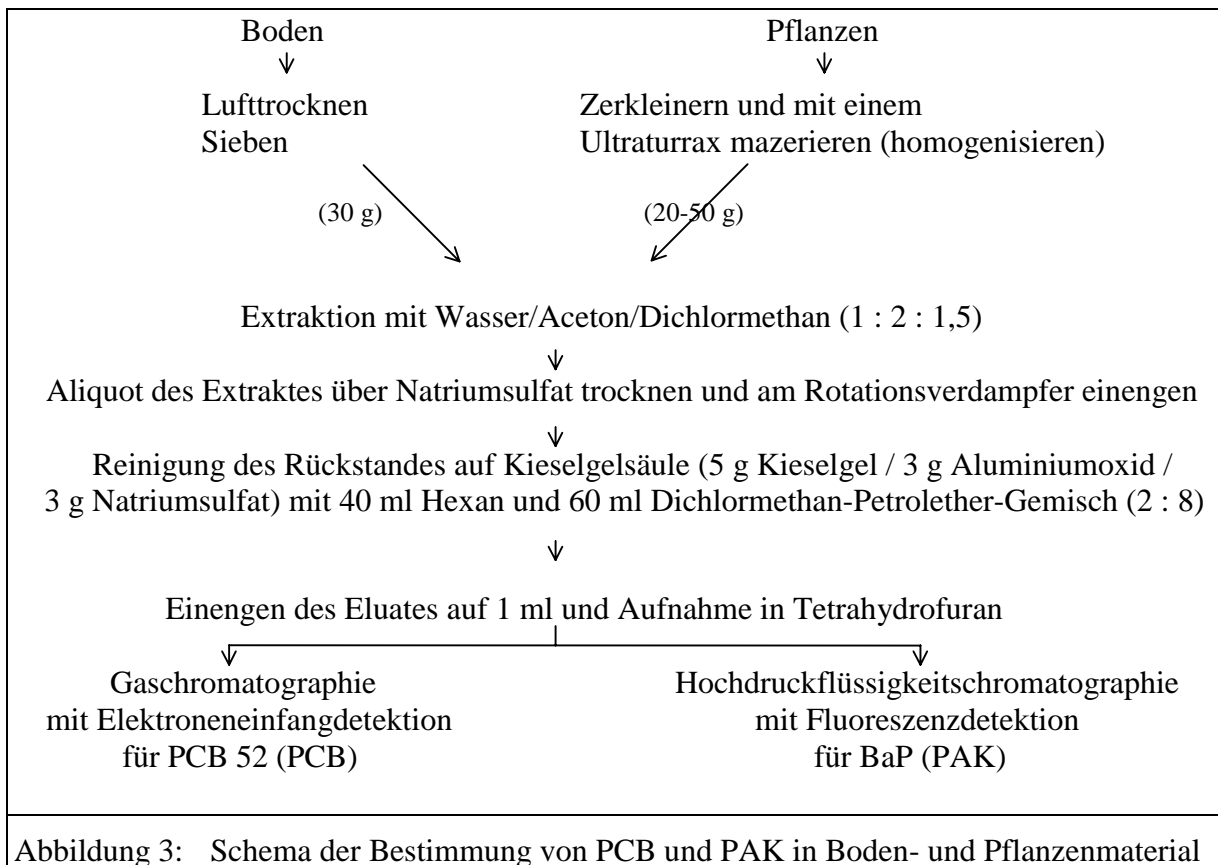 Boden
Pflanzen
Lufttrocknen
Sieben
Zerkleinern und mit einem
Ultraturrax mazerieren (homogenisieren)
(30 g)
(20-50 g)
Extraktion mit Wasser/Aceton/Dichlormethan (1 : 2 : 1,5)
Aliquot des Extraktes über Natriumsulfat trocknen und am Rotationsverdampfer einengen
Reinigung des Rückstandes auf Kieselgelsäule (5 g Kieselgel / 3 g Aluminiumoxid /
3 g Natriumsulfat) mit 40 ml Hexan und 60 ml Dichlormethan-Petrolether-Gemisch (2 : 8)
Einengen des Eluates auf 1 ml und Aufnahme in Tetrahydrofuran
Gaschromatographie
mit Elektroneneinfangdetektion
für PCB 52 (PCB)
Hochdruckflüssigkeitschromatographie
mit Fluoreszenzdetektion
für BaP (PAK)
Abbildung 3: Schema der Bestimmung von PCB und PAK in Boden- und Pflanzenmaterial